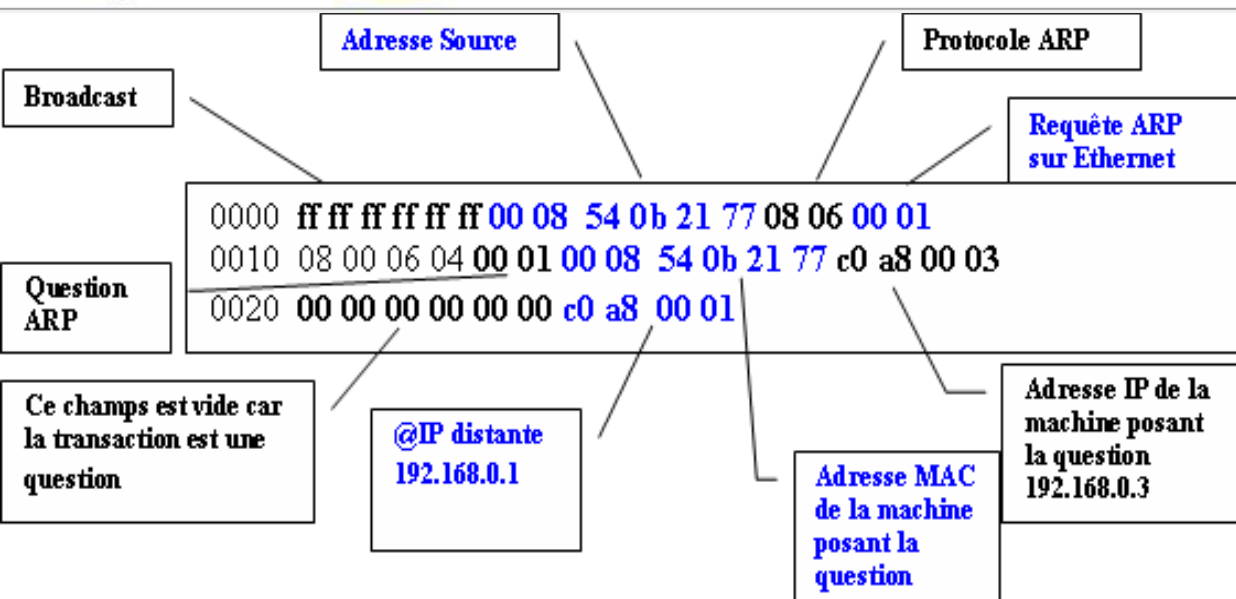 Adresse Source
Protocole ARP
Broadcast
Requête ARP
sur Ethernet
0000 ff ff ff ff ff ff 00 08 54 0b 21 77 08 06 00 01
0010 08 00 06 04 00 01 00 08 54 0b 21 77 c0 a8 00 03
0020 00 00 00 00 00 00 c0 a8 00 01
Question
ARP
Ce champs est vide car
la transaction est une
question
@IP distante
192.168.0.1
Adresse MAC
de la machine
posant la
question
Adresse IP de la
machine posant
la question
192.168.0.3